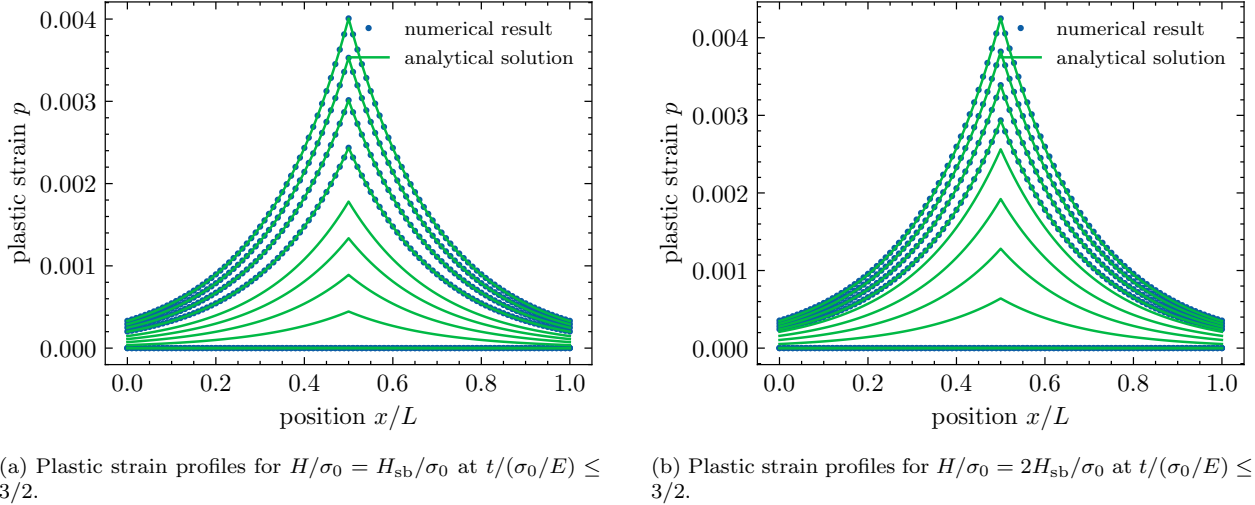 0.004
0.003
0.002
0.001
0.000
plastic strain p
numerical result
analytical solution
0.0 0.2 0.4 0.6 0.8 1.0
position x/L
(a) Plastic strain profiles for H/σ₀ = H_sb/σ₀ at t/(σ₀/E) ≤
3/2.
0.004
0.003
0.002
0.001
0.000
plastic strain p
numerical result
analytical solution
0.0 0.2 0.4 0.6 0.8 1.0
position x/L
(b) Plastic strain profiles for H/σ₀ = 2H_sb/σ₀ at t/(σ₀/E) ≤
3/2.